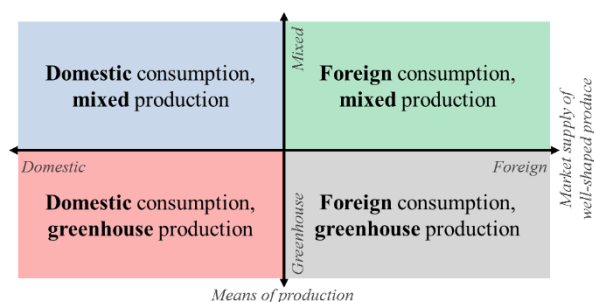 Mixed
Domestic consumption,
mixed production
Foreign consumption,
mixed production
Domestic
Foreign
Market supply of
well-shaped produce
Domestic consumption,
greenhouse production
Greenhouse
Foreign consumption,
greenhouse production
Means of production